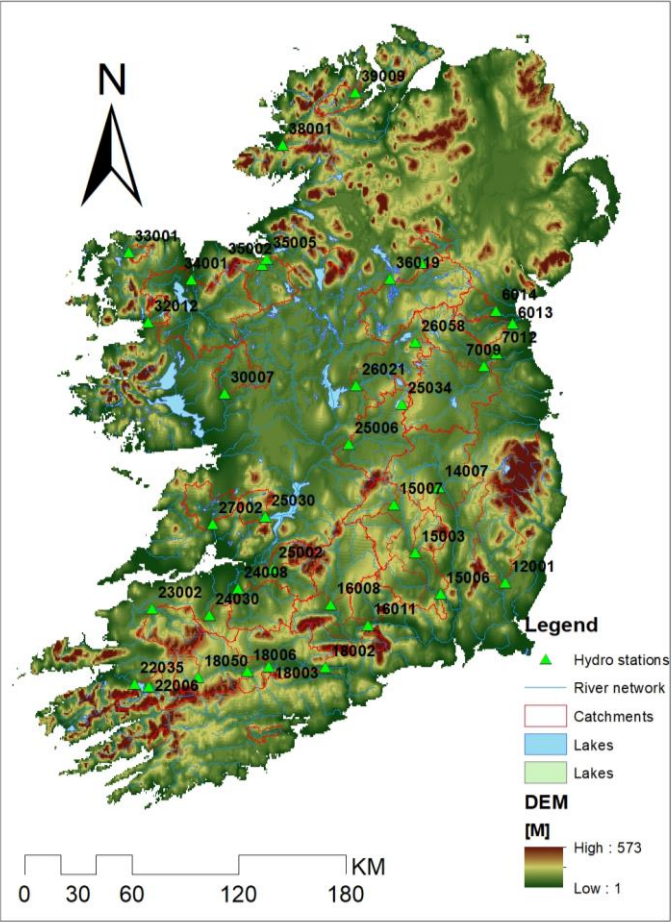 N
39009
38001
33001
35005
35002
34001
36019
32012
6014
6013
26058
7012
7009
30007
26021
25034
25006
14007
15007
27002
25030
15003
25002
24008
12001
15006
23002
24030
16008
16011
18002
22035
18050
18006
18003
22006
Legend
Hydro stations
River network
Catchments
Lakes
Lakes
DEM
[M]
High : 573
Low : 1
KM
0 30 60 120 180